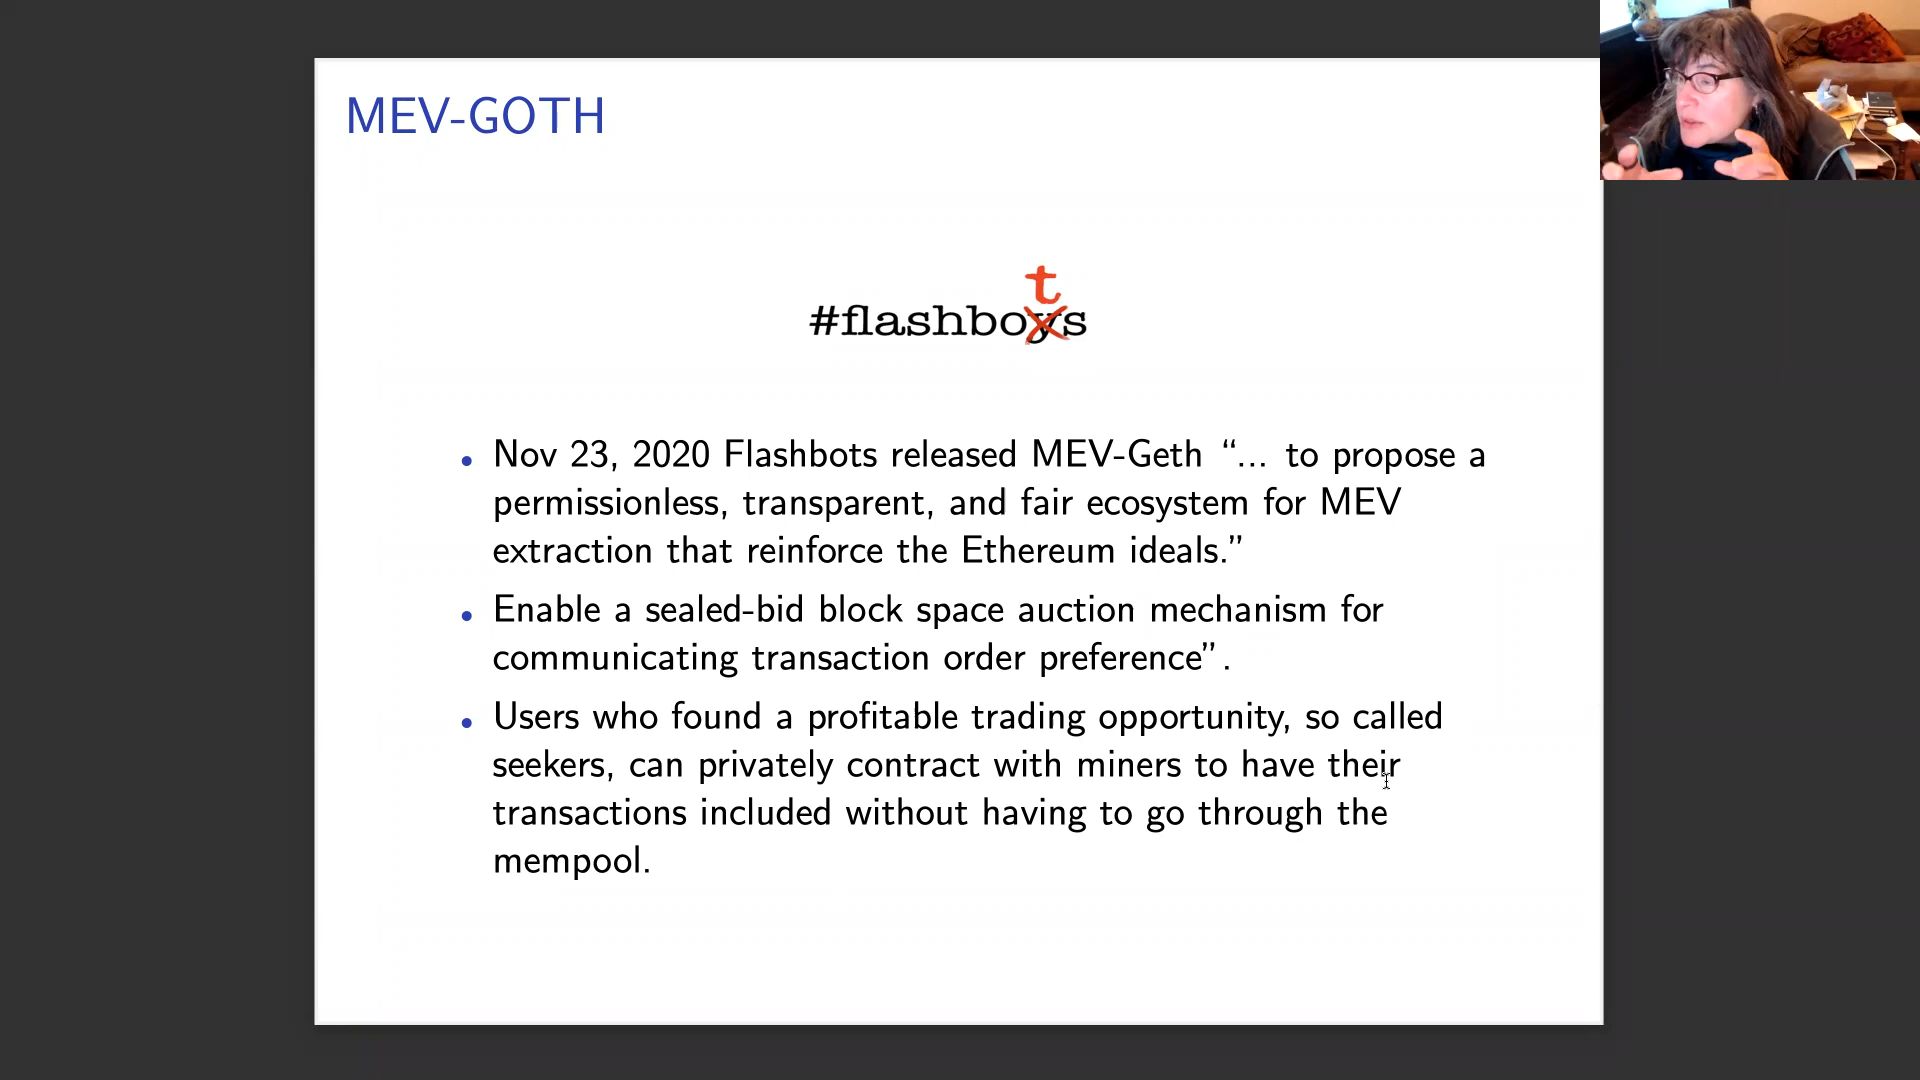 MEV-GOTH
t
#flashboys
• Nov 23, 2020 Flashbots released MEV-Geth “... to propose a
permissionless, transparent, and fair ecosystem for MEV
extraction that reinforce the Ethereum ideals.”
• Enable a sealed-bid block space auction mechanism for
communicating transaction order preference”.
• Users who found a profitable trading opportunity, so called
seekers, can privately contract with miners to have their
transactions included without having to go through the
mempool.